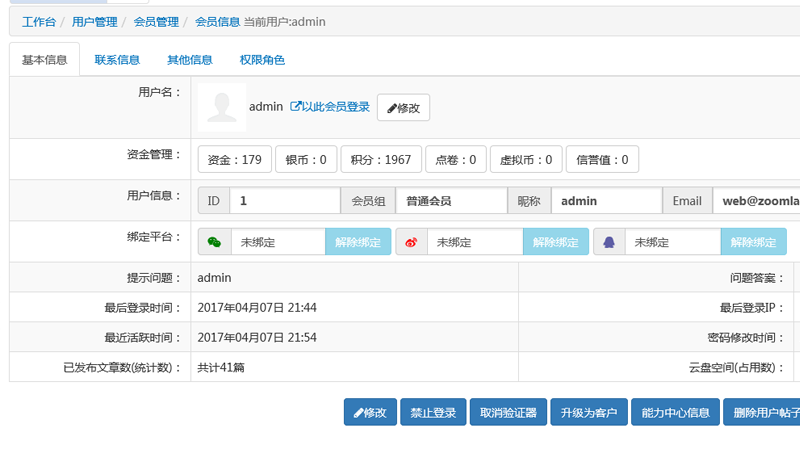 工作台 / 用户管理 / 会员管理 / 会员信息 当前用户:admin
基本信息 联系信息 其他信息 权限角色
用户名： admin 以此会员登录 修改
资金管理： 资金：179 银币：0 积分：1967 点卷：0 虚拟币：0 信誉值：0
用户信息： ID 1 会员组 普通会员 昵称 admin Email web@zoomla
绑定平台： 未绑定 解除绑定 未绑定 解除绑定 未绑定 解除绑定
提示问题： admin 问题答案：
最后登录时间： 2017年04月07日 21:44 最后登录IP：
最近活跃时间： 2017年04月07日 21:54 密码修改时间：
已发布文章数(统计数)： 共计41篇 云盘空间(占用数)：
修改 禁止登录 取消验证器 升级为客户 能力中心信息 删除用户帖子